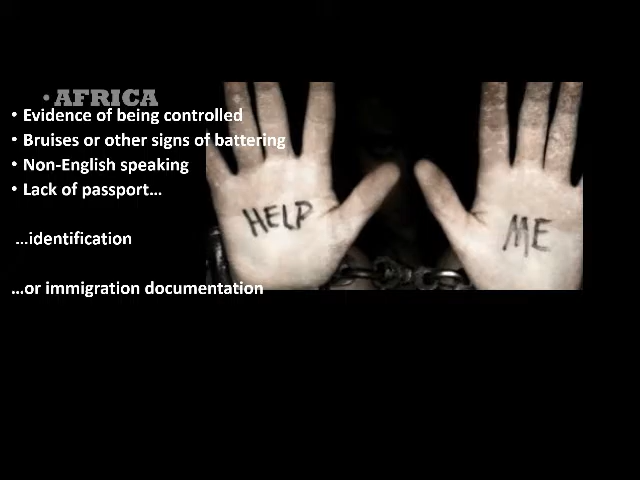 • AFRICA
• Evidence of being controlled
• Bruises or other signs of battering
• Non-English speaking
• Lack of passport…
…identification
…or immigration documentation
HELP
ME